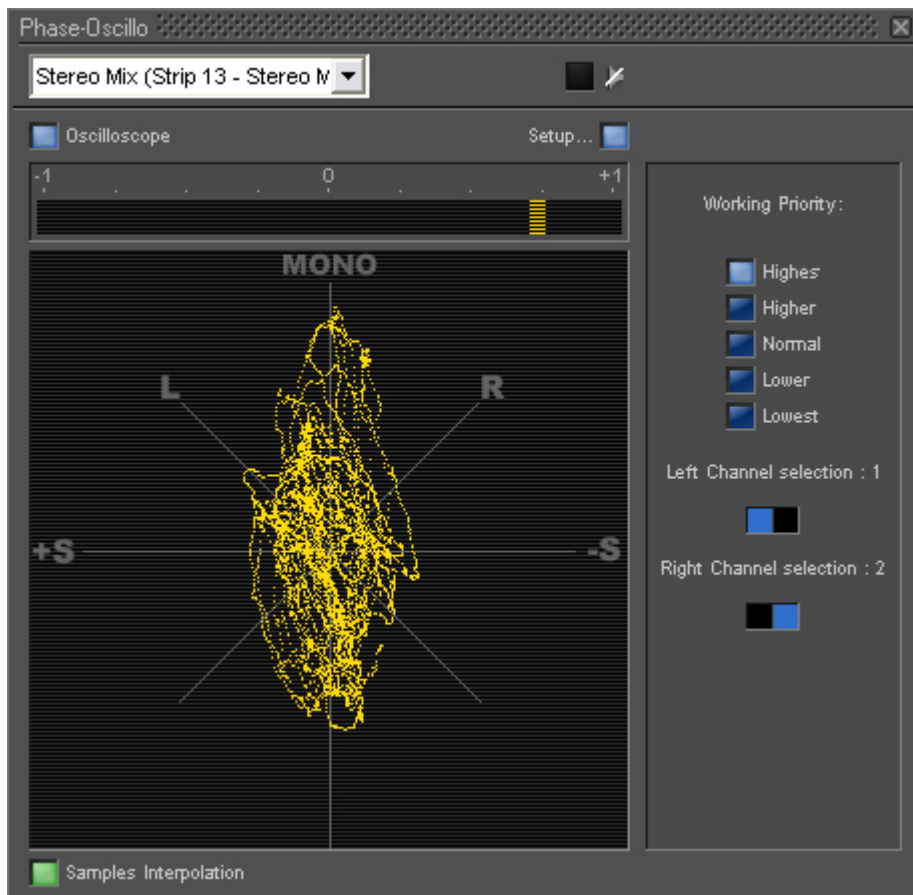 Phase-Oscillo
Stereo Mix (Strip 13 - Stereo M
Oscilloscope
Setup...
-1 0 +1
MONO
L R
+S -S
Samples Interpolation
Working Priority:
Highes
Higher
Normal
Lower
Lowest
Left Channel selection : 1
Right Channel selection : 2